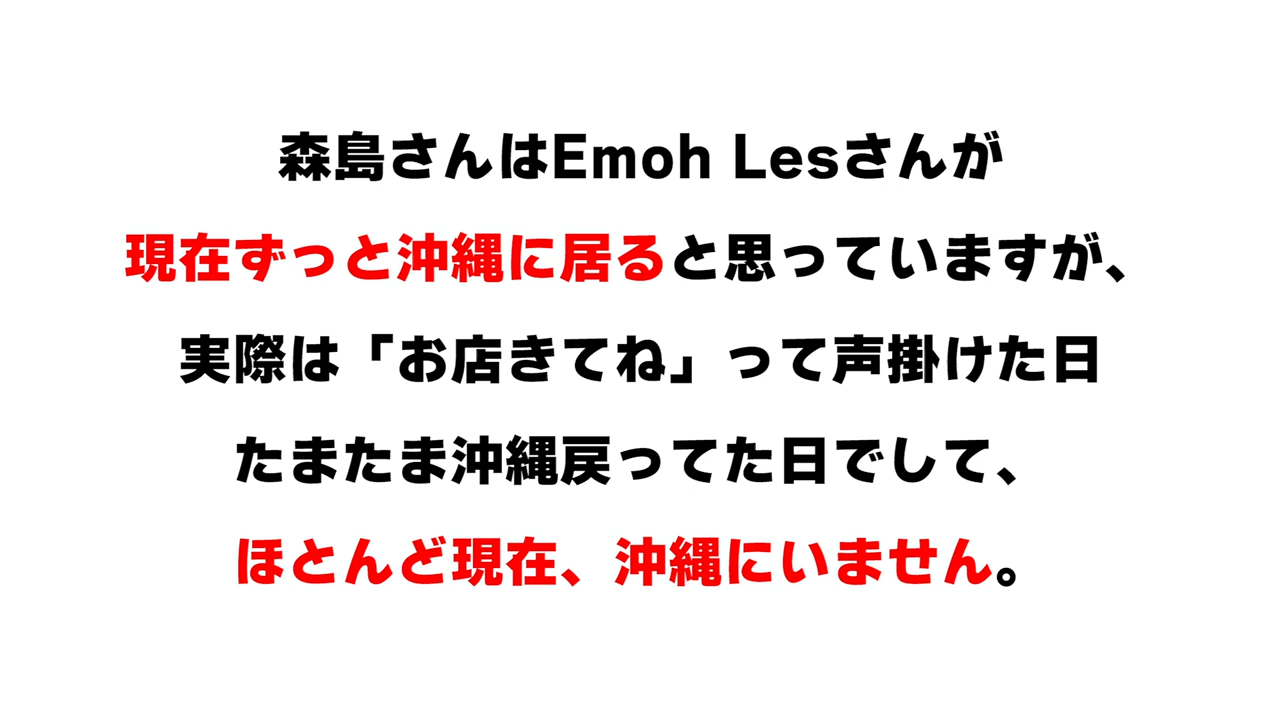 森島さんはEmoh Lesさんが
現在ずっと沖縄に居ると思っていますが、
実際は「お店きてね」って声掛けた日
たまたま沖縄戻ってた日でして、
ほとんど現在、沖縄にいません。